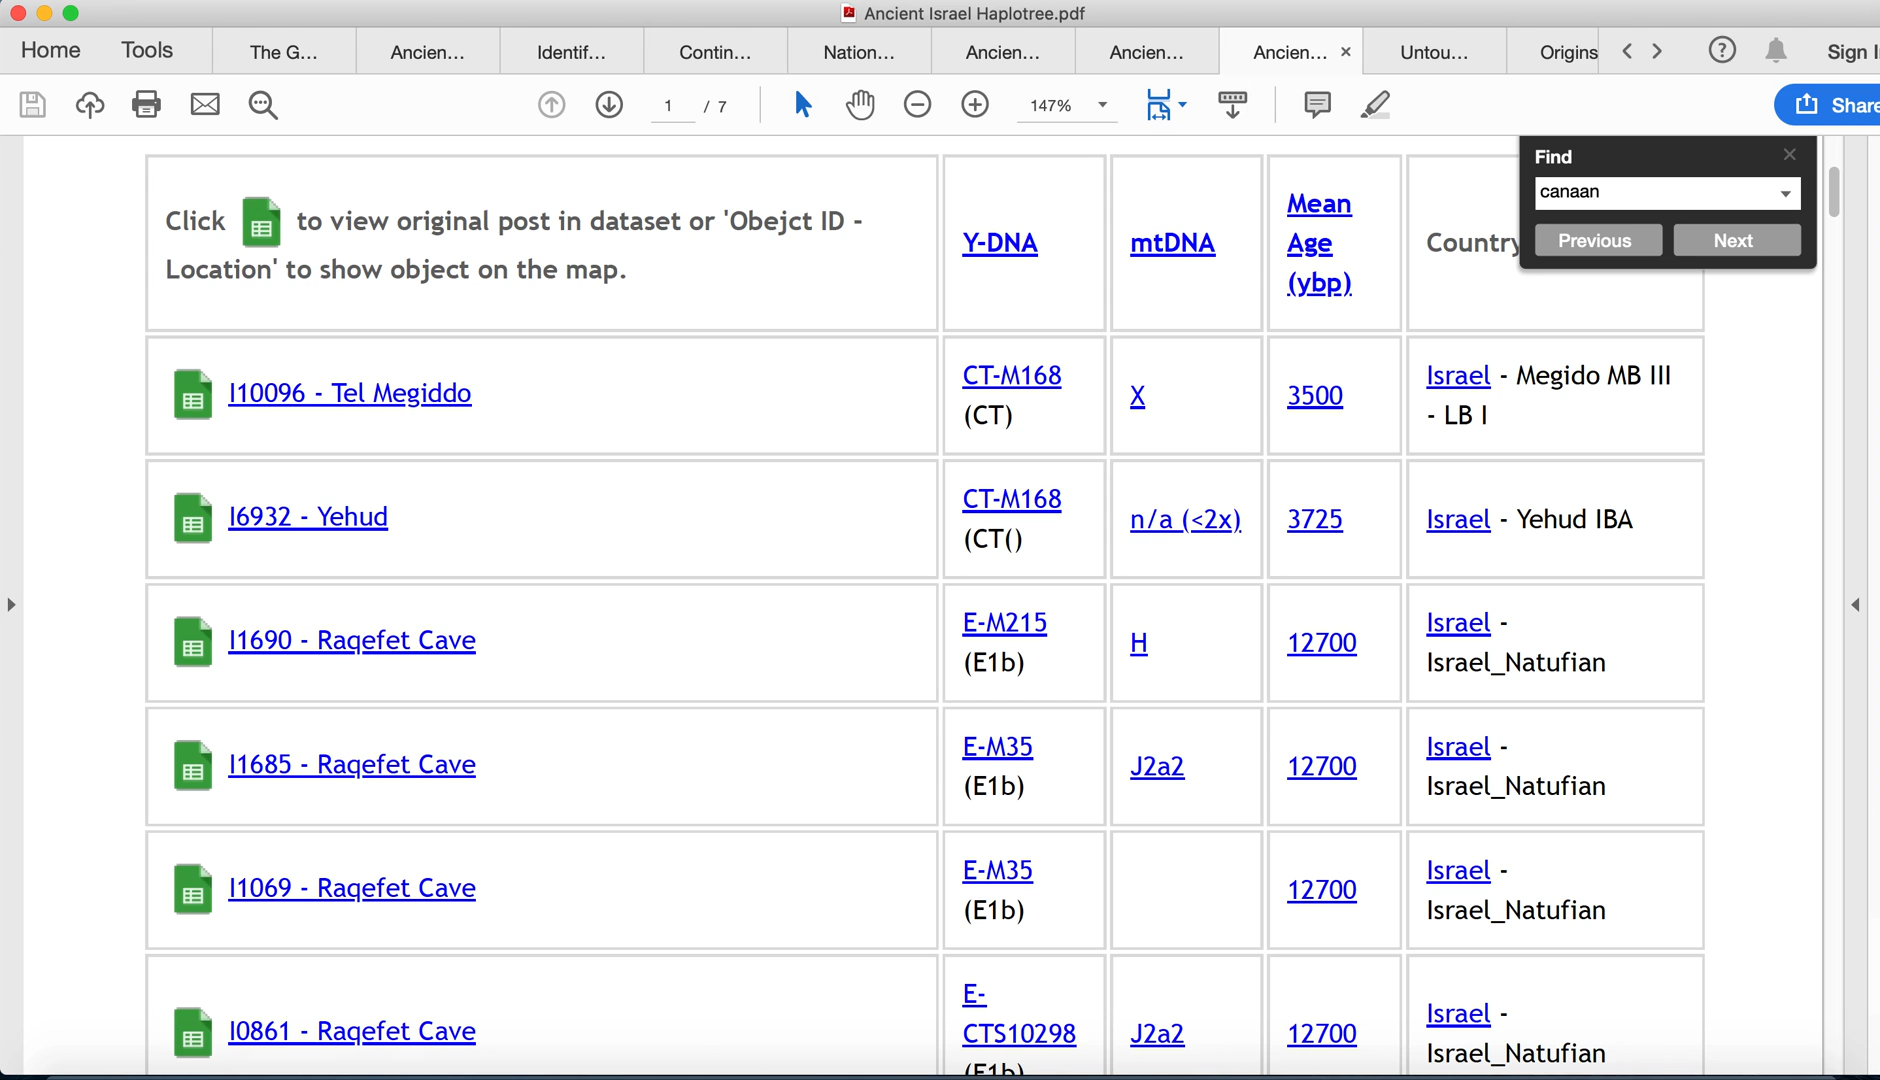 Ancient Israel Haplotree.pdf
Home Tools The G... Ancien... Identif... Contin... Nation... Ancien... Ancien... Ancien... × Untou... Origins Sign I
1 / 7 147% Share
Find
canaan
Previous Next
Click to view original post in dataset or 'Obejct ID -
Location' to show object on the map.
Y-DNA
mtDNA
Mean
Age
(ybp)
Country
I10096 - Tel Megiddo
CT-M168
(CT)
X
3500
Israel - Megido MB III
- LB I
I6932 - Yehud
CT-M168
(CT()
n/a (<2x)
3725
Israel - Yehud IBA
I1690 - Raqefet Cave
E-M215
(E1b)
H
12700
Israel -
Israel_Natufian
I1685 - Raqefet Cave
E-M35
(E1b)
J2a2
12700
Israel -
Israel_Natufian
I1069 - Raqefet Cave
E-M35
(E1b)
12700
Israel -
Israel_Natufian
I0861 - Raqefet Cave
E-
CTS10298
(E1b)
J2a2
12700
Israel -
Israel_Natufian